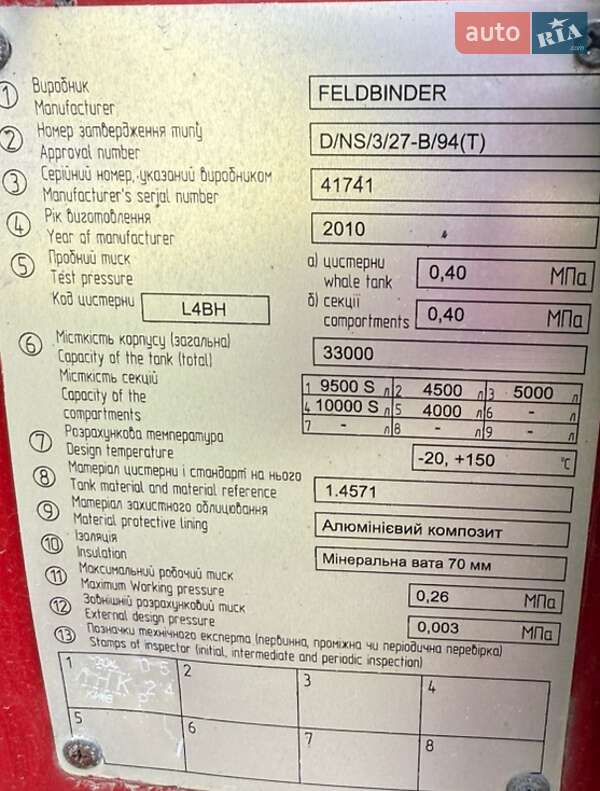 auto RIA .com
1 Виробник FELDBINDER
Manufacturer
2 Номер затвердження типу D/NS/3/27-B/94(T)
Approval number
3 Серійний номер, указаний виробником 41741
Manufacturer's serial number
4 Рік виготовлення 2010
Year of manufacturer
5 Пробний тиск а) цистерни 0,40 МПа
Test pressure whale tank
Код цистерни L4BH б) секції 0,40 МПа
compartments
6 Місткість корпусу (загальна) 33000
Capacity of the tank (total)
Місткість секцій 1 9500 S л 2 4500 л 3 5000 л
Capacity of the 4 10000 S л 5 4000 л 6 - л
compartments 7 - л 8 - л 9 - л
7 Розрахункова температура -20, +150 °C
Design temperature
8 Матеріал цистерни і стандарт на нього 1.4571
Tank material and material reference
9 Матеріал захистного облицювання Алюмінієвий композит
Material protective lining
10 Ізоляція Мінеральна вата 70 мм
Insulation
11 Максимальний робочий тиск 0,26 МПа
Maximum Working pressure
12 Зовнішній розрахунковий тиск 0,003 МПа
External design pressure
13 Позначки технічного експерта (первинна, проміжна чи періодична перевірка)
Stamps of inspector (initial, intermediate and periodic inspection)
1 2 3 4
5 6 7 8